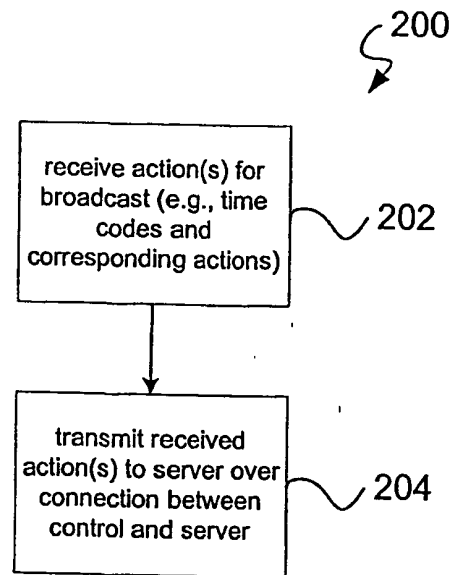 200
receive action(s) for
broadcast (e.g., time
codes and
corresponding actions)
202
transmit received
action(s) to server over
connection between
control and server
204